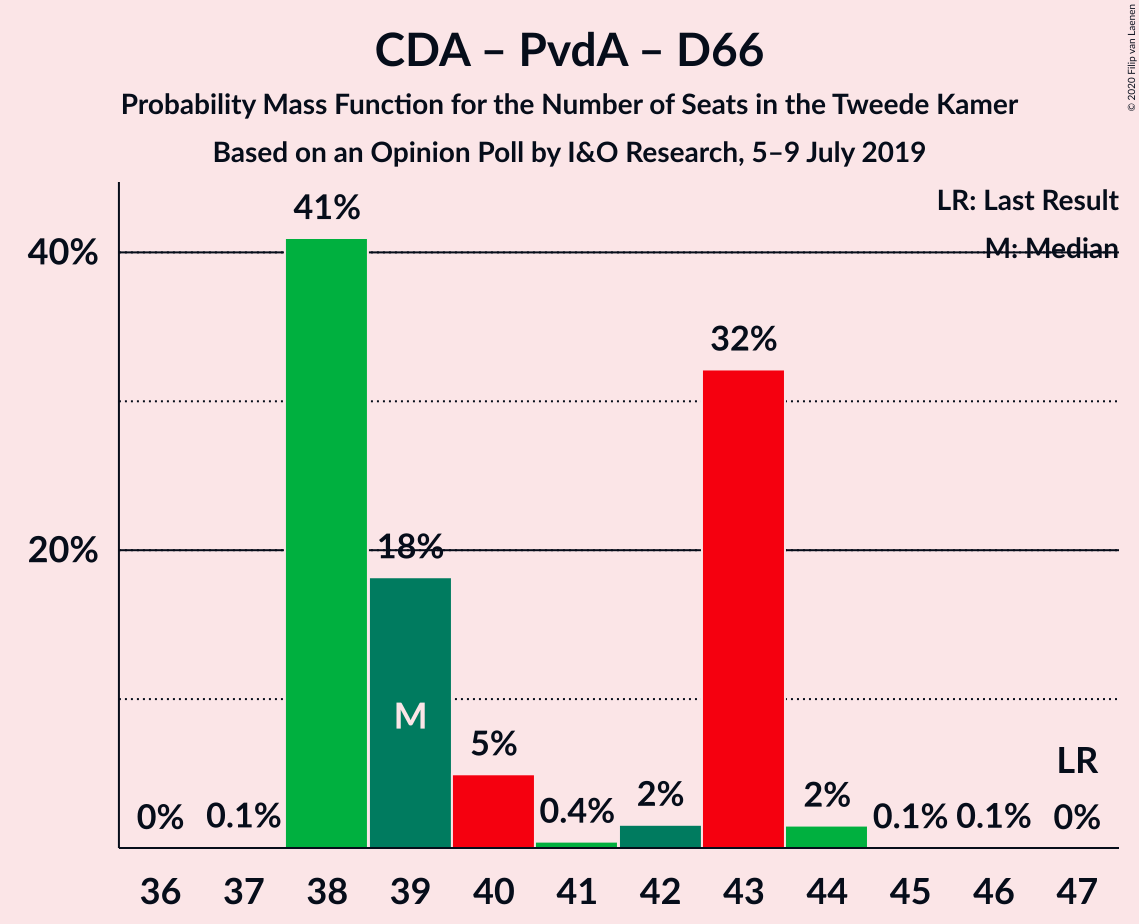 CDA – PvdA – D66
Probability Mass Function for the Number of Seats in the Tweede Kamer
Based on an Opinion Poll by I&O Research, 5–9 July 2019
© 2020 Filip van Laenen
LR: Last Result
M: Median
40%
20%
0%
0.1%
41%
18%
M
5%
0.4%
2%
32%
2%
0.1%
0.1%
LR
0%
36 37 38 39 40 41 42 43 44 45 46 47